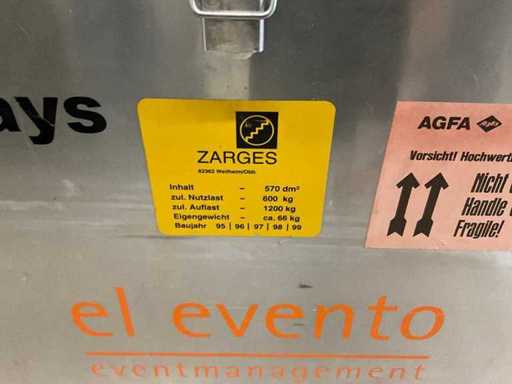 ays
ZARGES
82362 Weilheim/Obb.
Inhalt – 570 dm³
zul. Nutzlast – 600 kg
zul. Auflast – 1200 kg
Eigengewicht – ca. 66 kg
Baujahr 95 | 96 | 97 | 98 | 99
AGFA
Vorsicht! Hochwert
Nicht
Handle
Fragile!
el evento
eventmanagement